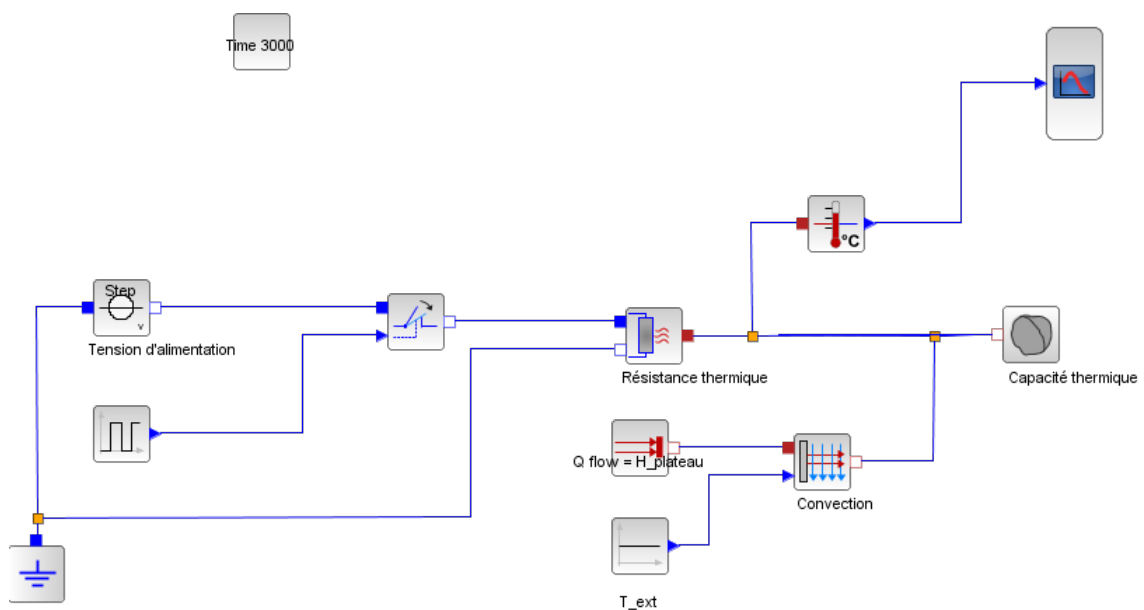 Time 3000
°C
Step
v
Tension d'alimentation
Résistance thermique
Capacité thermique
Q flow = H_plateau
Convection
T_ext